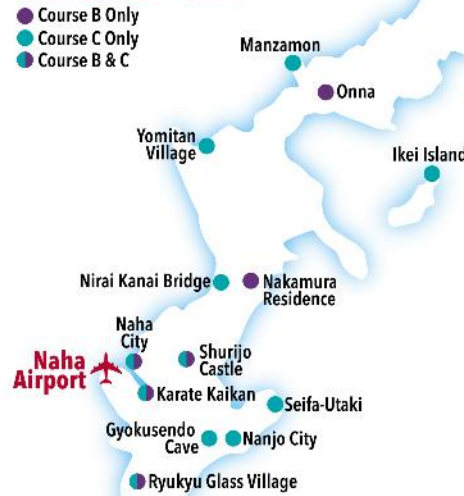 Course B Only
Course C Only
Course B & C
Manzamon
Onna
Yomitan
Village
Ikei Island
Nirai Kanai Bridge
Nakamura
Residence
Naha
City
Naha
Airport
Shurijo
Castle
Karate Kaikan
Seifa-Utaki
Gyokusendo
Cave
Nanjo City
Ryukyu Glass Village